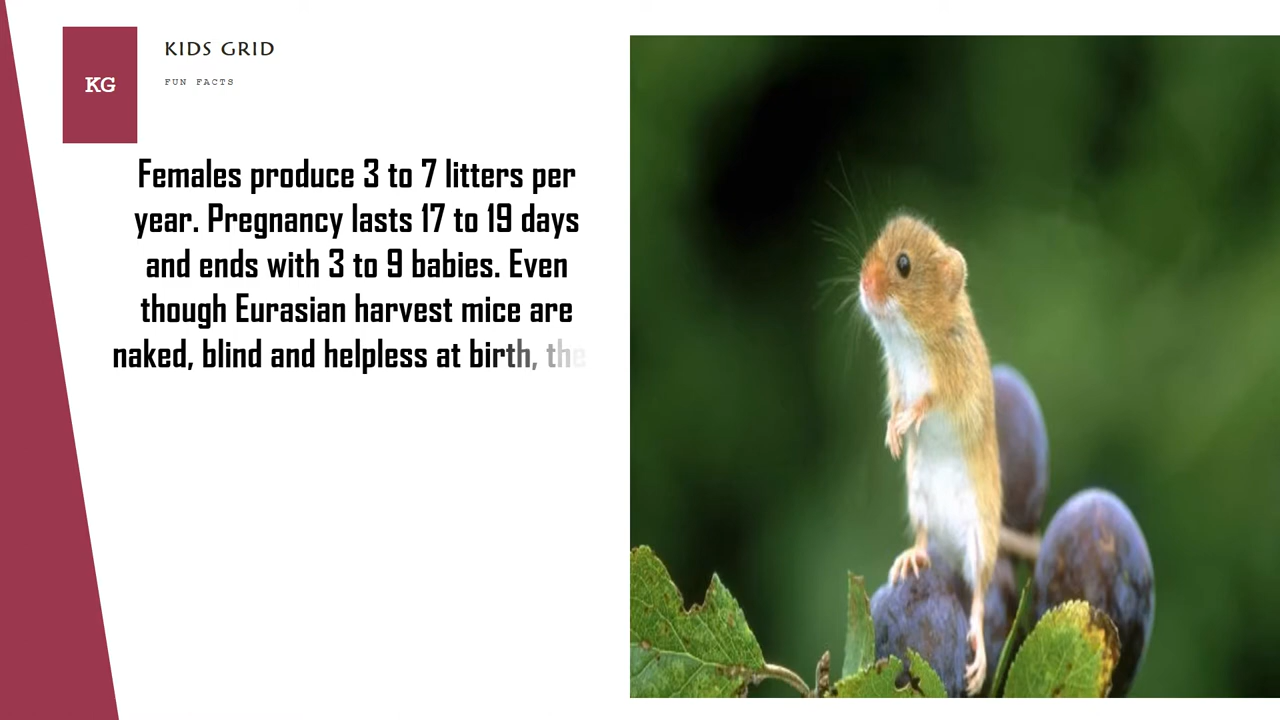 KG
KIDS GRID
FUN FACTS
Females produce 3 to 7 litters per
year. Pregnancy lasts 17 to 19 days
and ends with 3 to 9 babies. Even
though Eurasian harvest mice are
naked, blind and helpless at birth, the